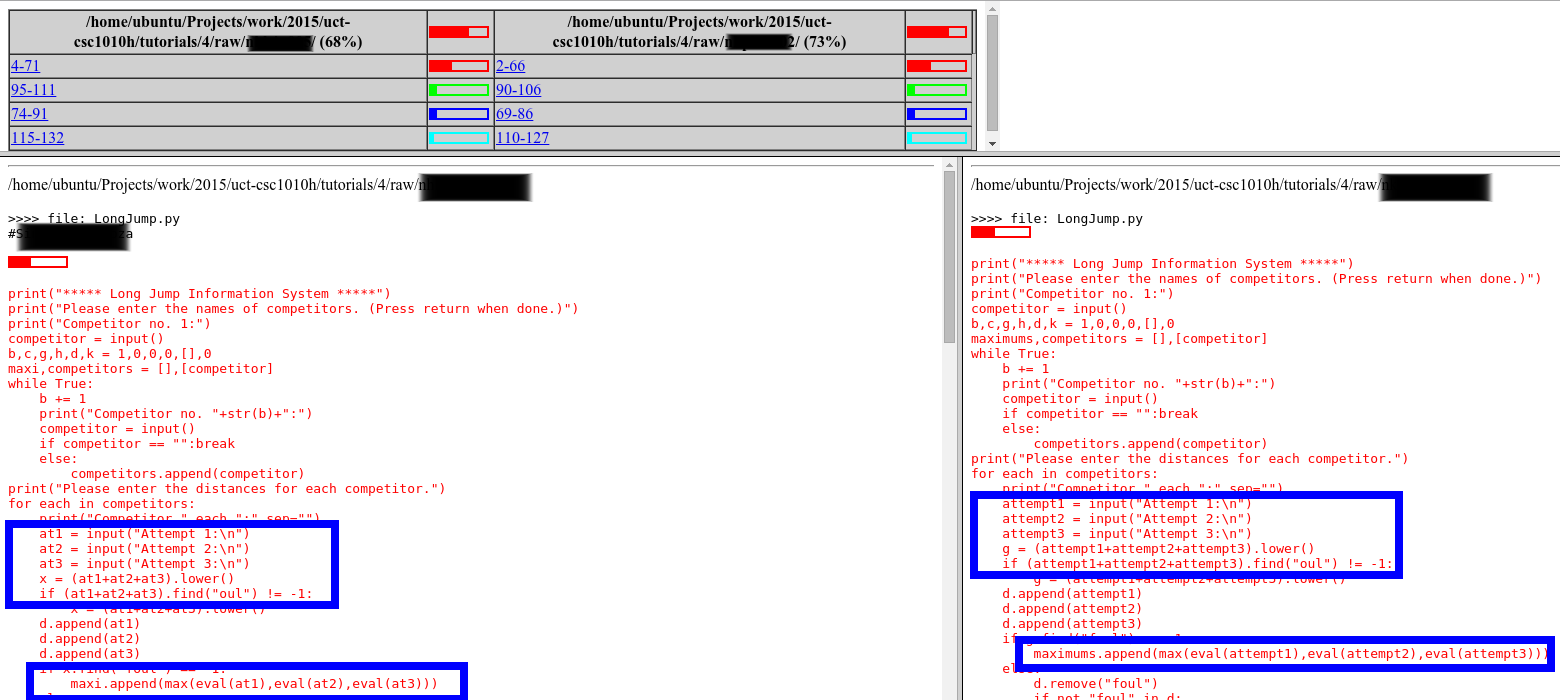 /home/ubuntu/Projects/work/2015/uct-
csc1010h/tutorials/4/raw/ / (68%)
/home/ubuntu/Projects/work/2015/uct-
csc1010h/tutorials/4/raw/ 2/ (73%)
4-71
2-66
95-111
90-106
74-91
69-86
115-132
110-127
/home/ubuntu/Projects/work/2015/uct-csc1010h/tutorials/4/raw/
>>>> file: LongJump.py
print("***** Long Jump Information System *****")
print("Please enter the names of competitors. (Press return when done.)")
print("Competitor no. 1:")
competitor = input()
b,c,g,h,d,k = 1,0,0,0,[],0
maxi,competitors = [],[competitor]
while True:
    b += 1
    print("Competitor no. "+str(b)+":")
    competitor = input()
    if competitor == "":break
    else:
        competitors.append(competitor)
print("Please enter the distances for each competitor.")
for each in competitors:
    print("Competitor ",each,":",sep="")
    at1 = input("Attempt 1:\n")
    at2 = input("Attempt 2:\n")
    at3 = input("Attempt 3:\n")
    x = (at1+at2+at3).lower()
    if (at1+at2+at3).find("oul") != -1:
        x = (at1+at2+at3).lower()
    d.append(at1)
    d.append(at2)
    d.append(at3)
    if x.find("foul") == -1:
        maxi.append(max(eval(at1),eval(at2),eval(at3)))
/home/ubuntu/Projects/work/2015/uct-csc1010h/tutorials/4/raw/
>>>> file: LongJump.py
print("***** Long Jump Information System *****")
print("Please enter the names of competitors. (Press return when done.)")
print("Competitor no. 1:")
competitor = input()
b,c,g,h,d,k = 1,0,0,0,[],0
maximums,competitors = [],[competitor]
while True:
    b += 1
    print("Competitor no. "+str(b)+":")
    competitor = input()
    if competitor == "":break
    else:
        competitors.append(competitor)
print("Please enter the distances for each competitor.")
for each in competitors:
    print("Competitor ",each,":",sep="")
    attempt1 = input("Attempt 1:\n")
    attempt2 = input("Attempt 2:\n")
    attempt3 = input("Attempt 3:\n")
    g = (attempt1+attempt2+attempt3).lower()
    if (attempt1+attempt2+attempt3).find("oul") != -1:
        g = (attempt1+attempt2+attempt3).lower()
    d.append(attempt1)
    d.append(attempt2)
    d.append(attempt3)
    if
        maximums.append(max(eval(attempt1),eval(attempt2),eval(attempt3)))
        d.remove("foul")
        if not "foul" in d: